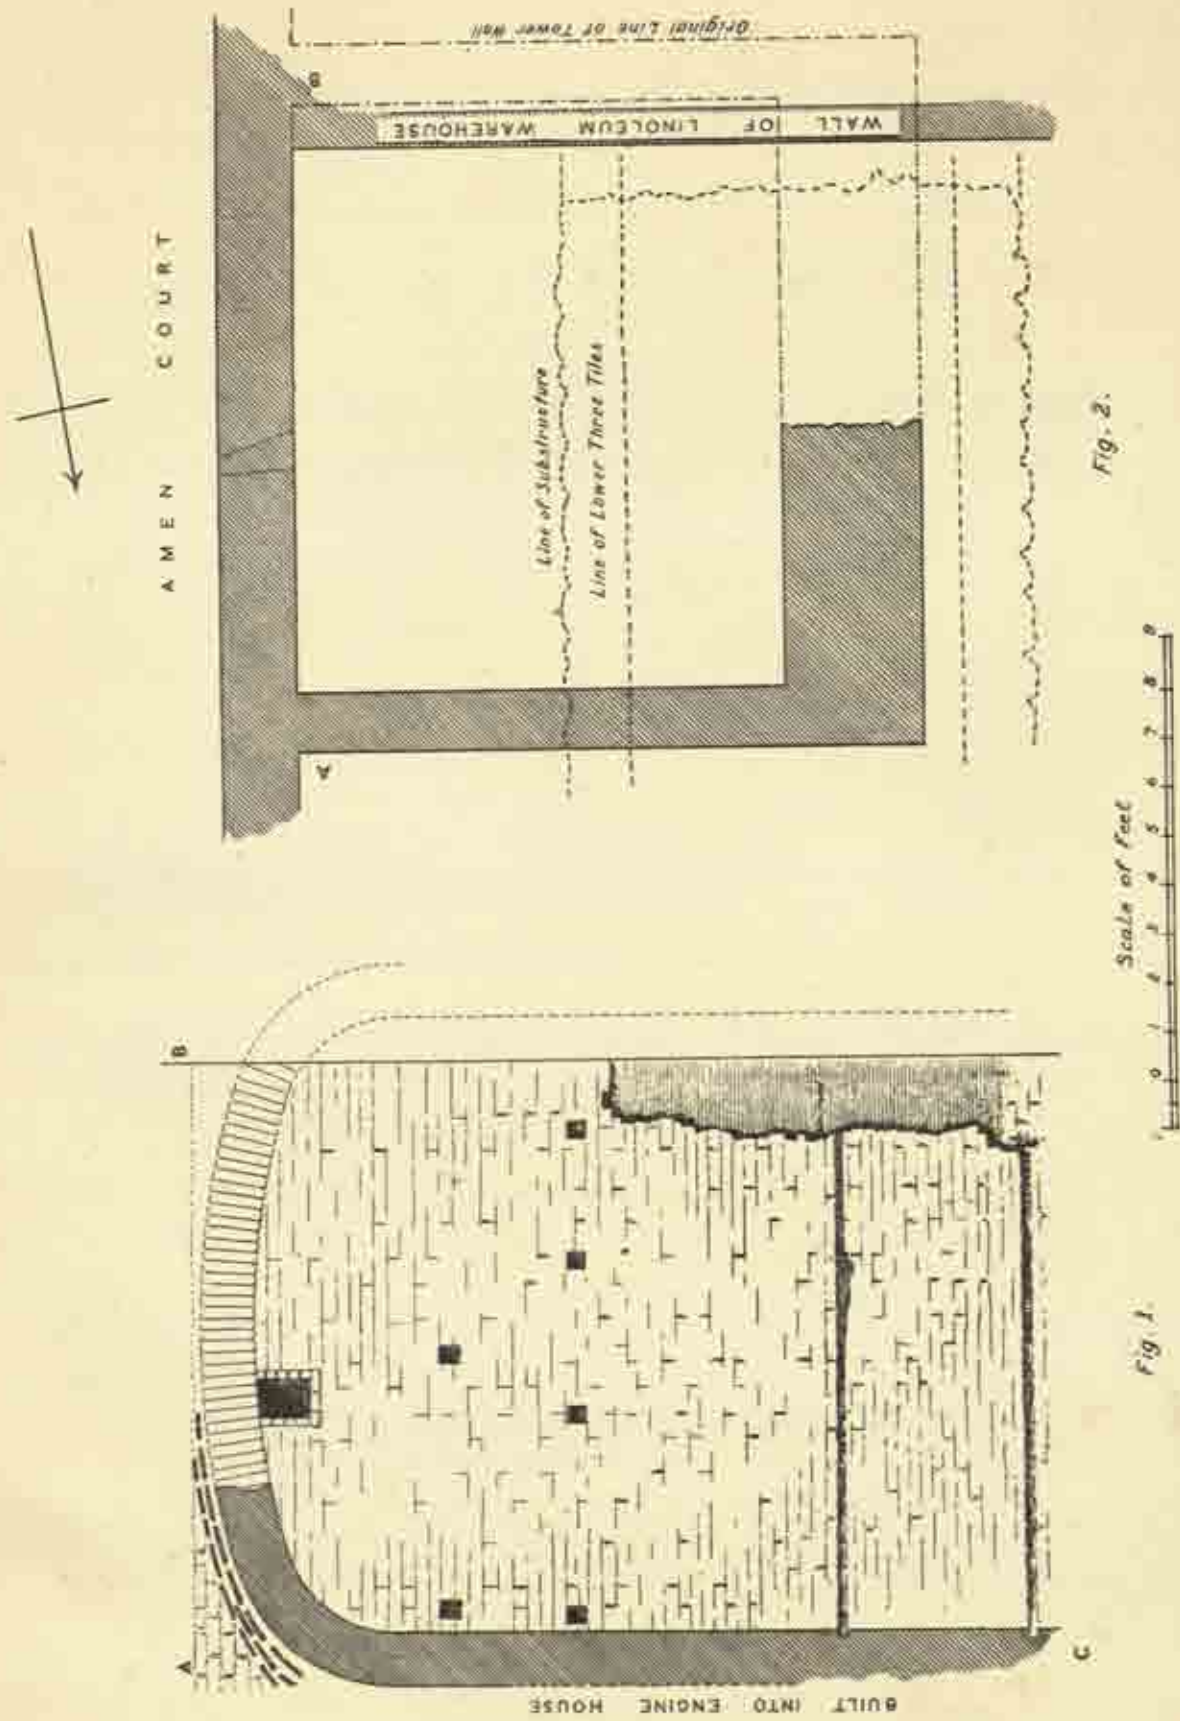 Original Line of Tower Wall
B
WALL OF LINOLEUM WAREHOUSE
AMEN COURT
Line of Substructure
Line of Lower Three Tiles
A
Fig. 2.
Scale of Feet
1 0 1 2 3 4 5 6 7 8 9
B
A
C
BUILT INTO ENGINE HOUSE
Fig. 1.